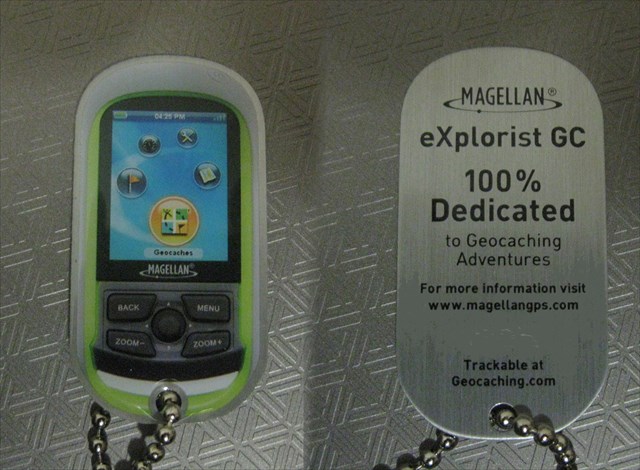 04:26 PM
Geocaches
MAGELLAN
BACK
MENU
ZOOM-
ZOOM+
MAGELLAN®
eXplorist GC
100%
Dedicated
to Geocaching
Adventures
For more information visit
www.magellangps.com
Trackable at
Geocaching.com